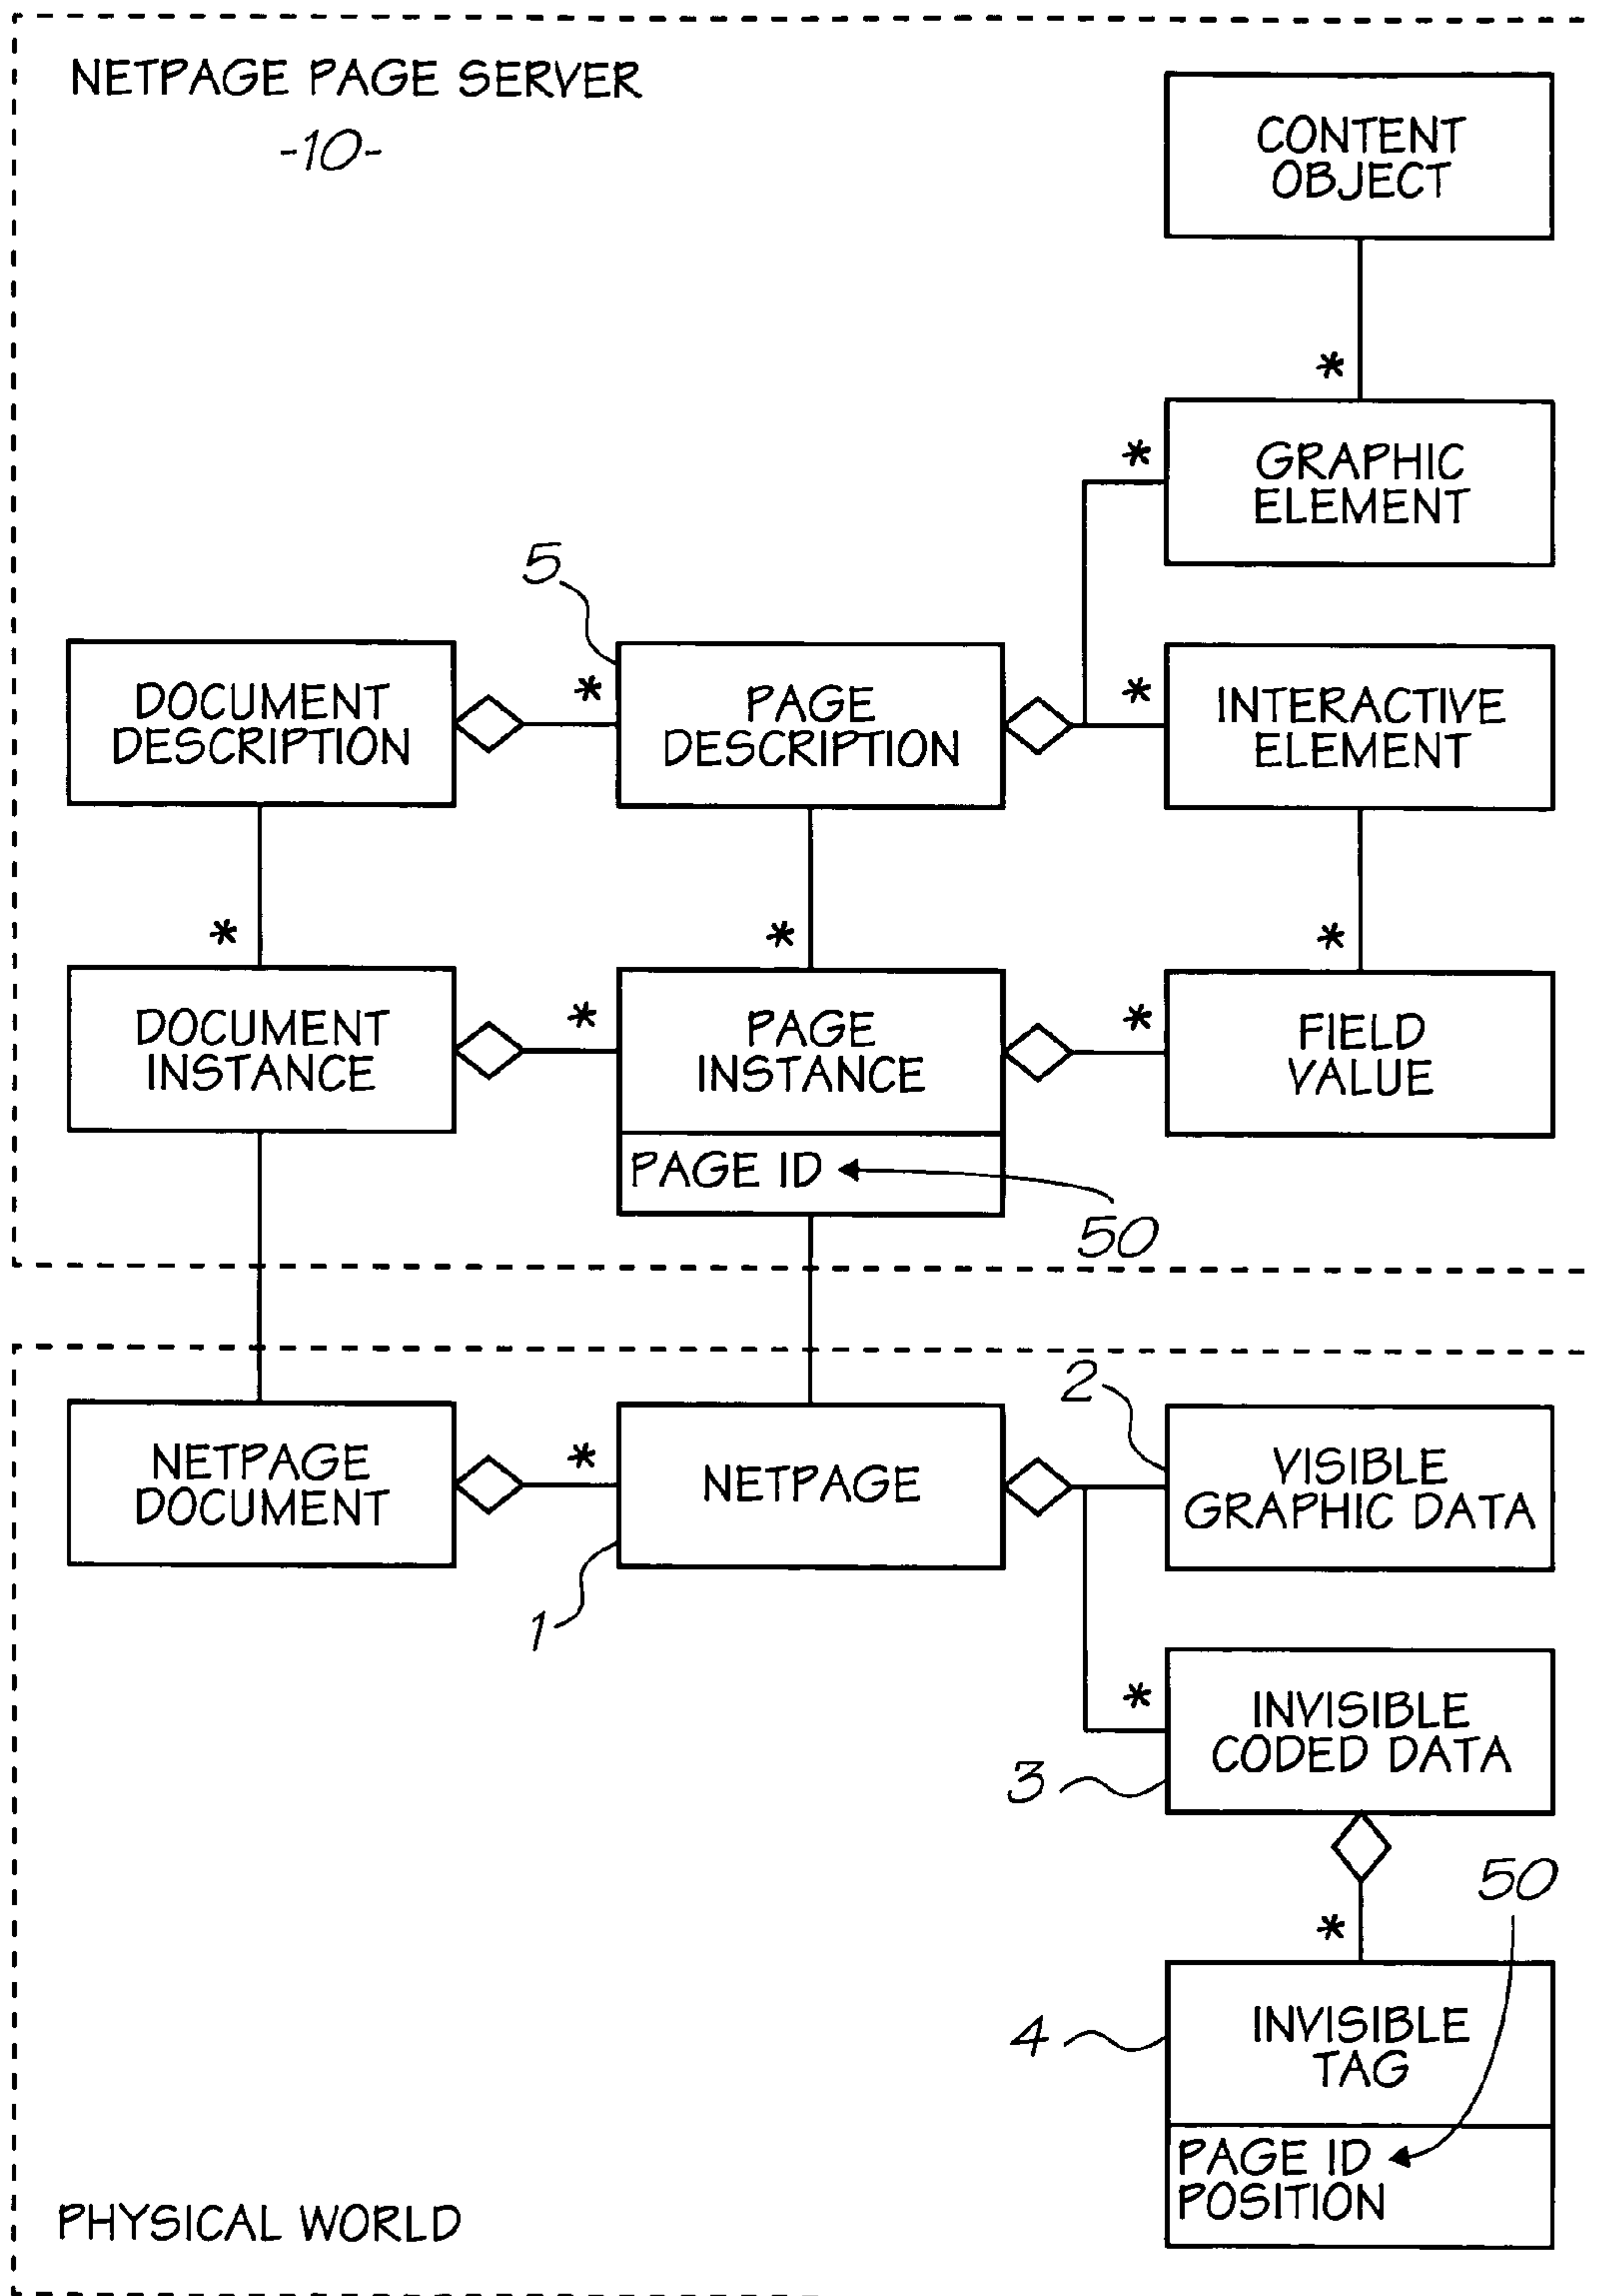 NETPAGE PAGE SERVER
-10-
CONTENT
OBJECT
*
*
GRAPHIC
ELEMENT
5
DOCUMENT
DESCRIPTION
*
PAGE
DESCRIPTION
*
INTERACTIVE
ELEMENT
*
*
*
DOCUMENT
INSTANCE
*
PAGE
INSTANCE
PAGE ID
50
*
FIELD
VALUE
NETPAGE
DOCUMENT
*
NETPAGE
1
2
VISIBLE
GRAPHIC DATA
*
INVISIBLE
CODED DATA
3
*
50
4
INVISIBLE
TAG
PAGE ID
POSITION
PHYSICAL WORLD